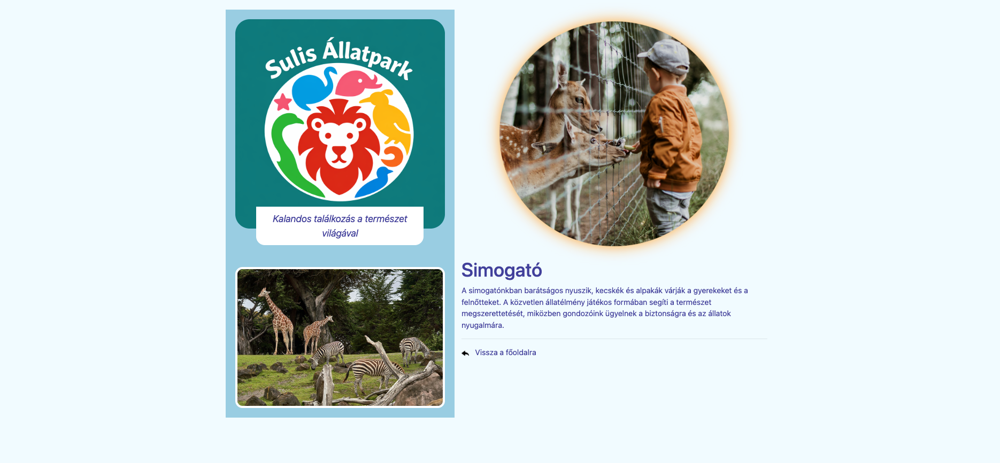 Sulis Állatpark
Kalandos találkozás a természet
világával
Simogató
A simogatónkban barátságos nyuszik, kecskék és alpakák várják a gyerekeket és a
felnőtteket. A közvetlen állatélmény játékos formában segíti a természet
megszerettetését, miközben gondozóink ügyelnek a biztonságra és az állatok
nyugalmára.
Vissza a főoldalra